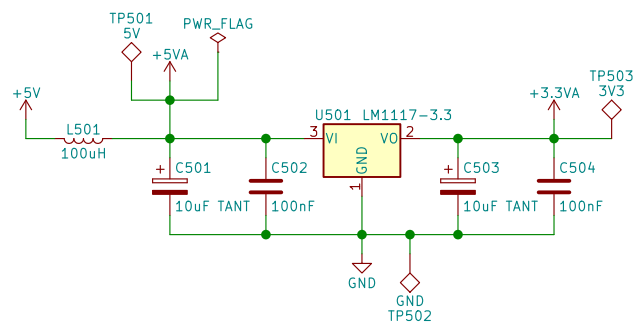 TP501
5V
PWR_FLAG
+5VA
+5V
L501
100uH
U501 LM1117-3.3
3 VI
VO 2
GND
1
+3.3VA
TP503
3V3
C501
10uF TANT
C502
100nF
C503
10uF TANT
C504
100nF
+
+
GND
GND
TP502